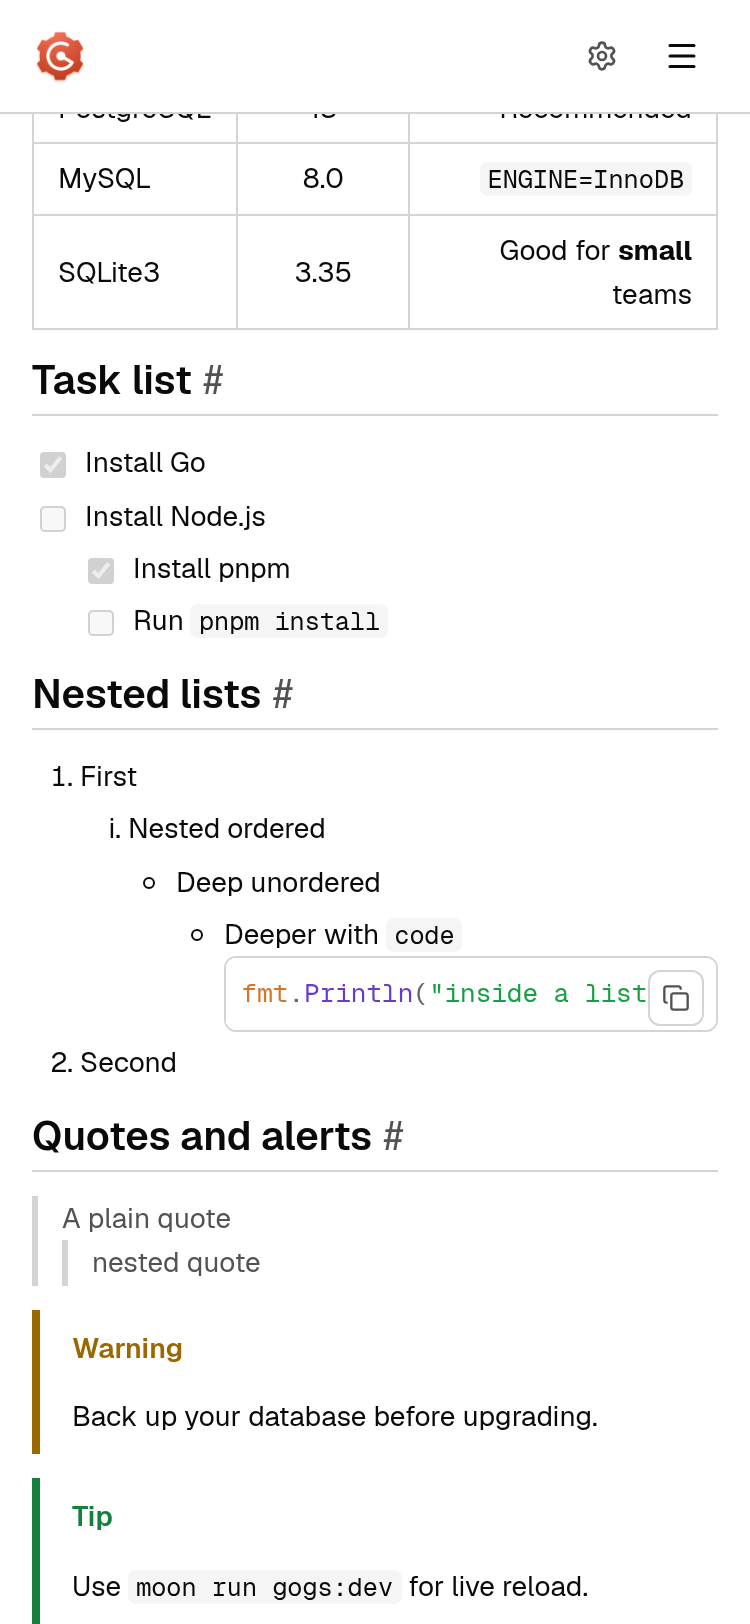 PostgreSQL
Recommended
MySQL 8.0 ENGINE=InnoDB
SQLite3 3.35 Good for small
teams
Task list #
Install Go
Install Node.js
Install pnpm
Run pnpm install
Nested lists #
1. First
i. Nested ordered
Deep unordered
Deeper with code
fmt.Println("inside a list
2. Second
Quotes and alerts #
A plain quote
nested quote
Warning
Back up your database before upgrading.
Tip
Use moon run gogs:dev for live reload.